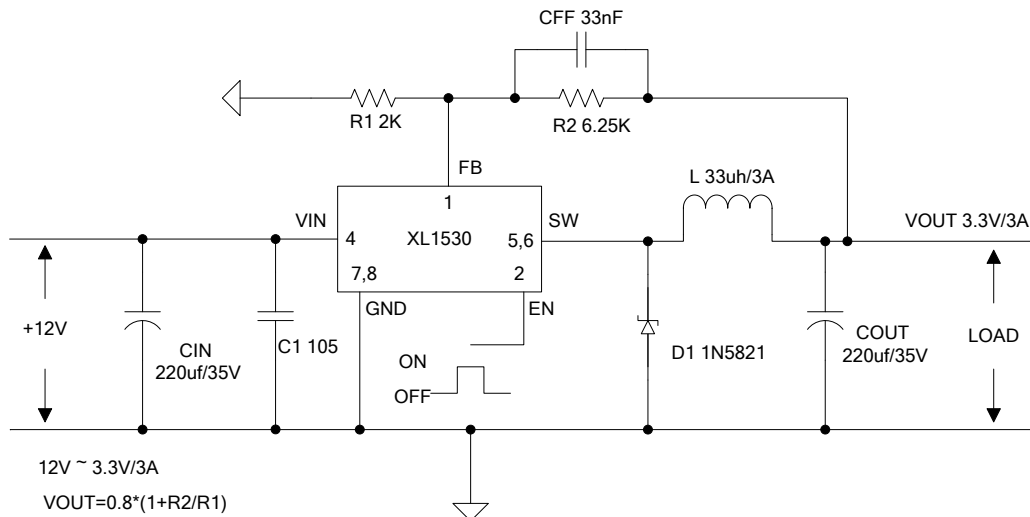 CFF 33nF
R1 2K
R2 6.25K
FB
L 33uh/3A
1
VIN
SW
VOUT 3.3V/3A
4
XL1530
5,6
7,8
2
GND
EN
+12V
CIN
220uf/35V
C1 105
ON
OFF
D1 1N5821
COUT
220uf/35V
LOAD
12V ~ 3.3V/3A
VOUT=0.8*(1+R2/R1)